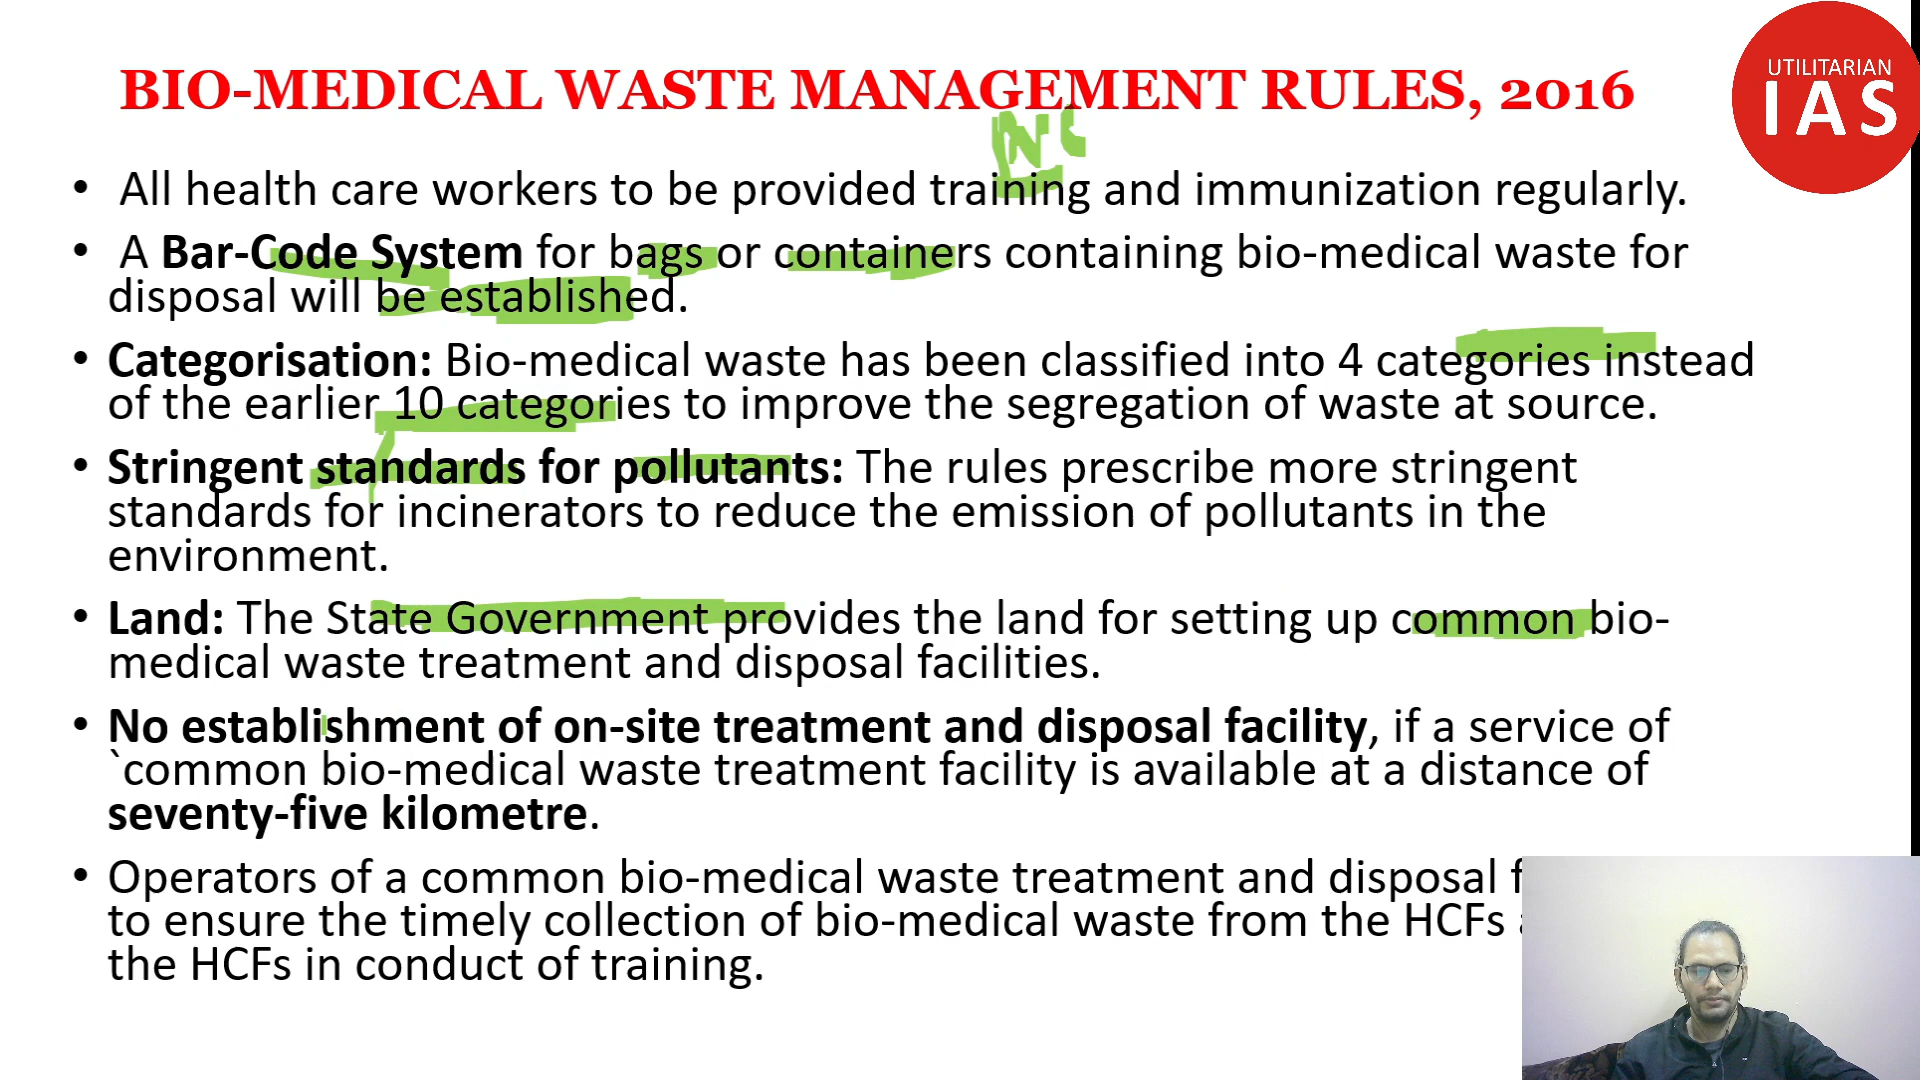 BIO-MEDICAL WASTE MANAGEMENT RULES, 2016
UTILITARIAN
IAS
• All health care workers to be provided training and immunization regularly.
• A Bar-Code System for bags or containers containing bio-medical waste for
disposal will be established.
• Categorisation: Bio-medical waste has been classified into 4 categories instead
of the earlier 10 categories to improve the segregation of waste at source.
• Stringent standards for pollutants: The rules prescribe more stringent
standards for incinerators to reduce the emission of pollutants in the
environment.
• Land: The State Government provides the land for setting up common bio-
medical waste treatment and disposal facilities.
• No establishment of on-site treatment and disposal facility, if a service of
`common bio-medical waste treatment facility is available at a distance of
seventy-five kilometre.
• Operators of a common bio-medical waste treatment and disposal
to ensure the timely collection of bio-medical waste from the HCFs
the HCFs in conduct of training.